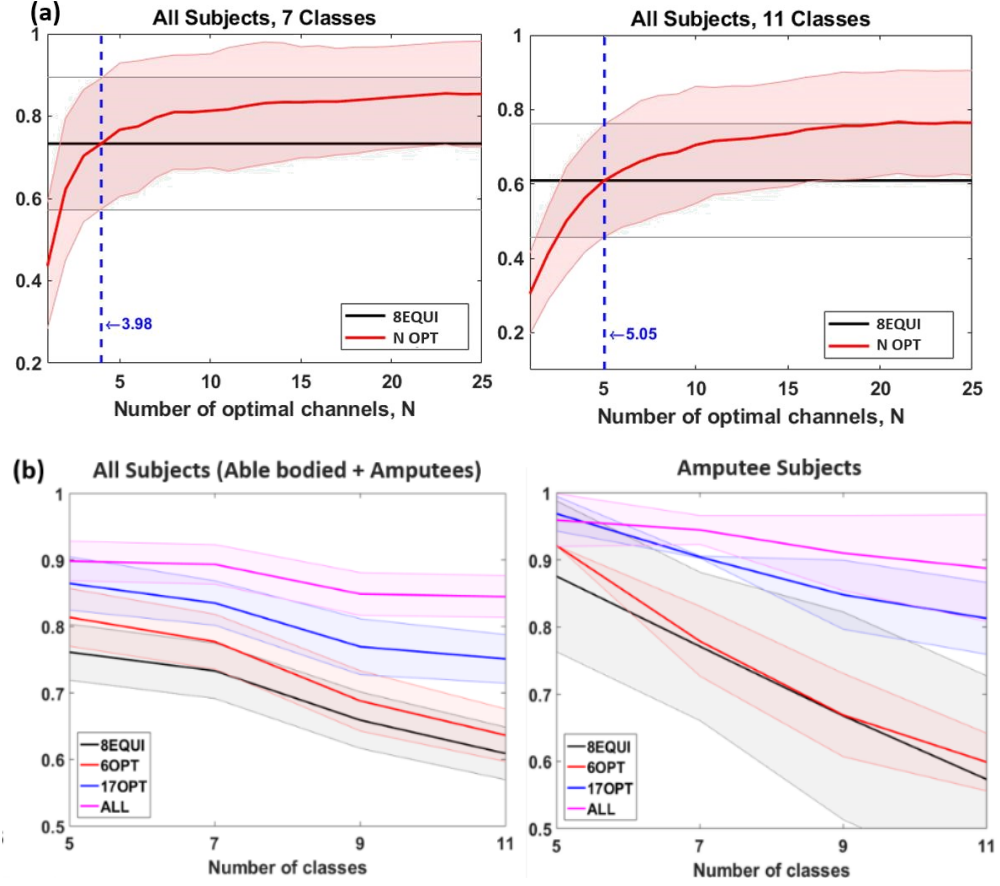 (a)
All Subjects, 7 Classes
All Subjects, 11 Classes
1
0.8
0.6
0.4
0.2
←3.98
8EQUI
N OPT
5
10
15
20
25
Number of optimal channels, N
1
0.8
0.6
0.4
0.2
←5.05
8EQUI
N OPT
5
10
15
20
25
Number of optimal channels, N
(b)
All Subjects (Able bodied + Amputees)
Amputee Subjects
1
0.9
0.8
0.7
0.6
0.5
8EQUI
6OPT
17OPT
ALL
5
7
9
11
Number of classes
1
0.9
0.8
0.7
0.6
0.5
8EQUI
6OPT
17OPT
ALL
5
7
9
11
Number of classes